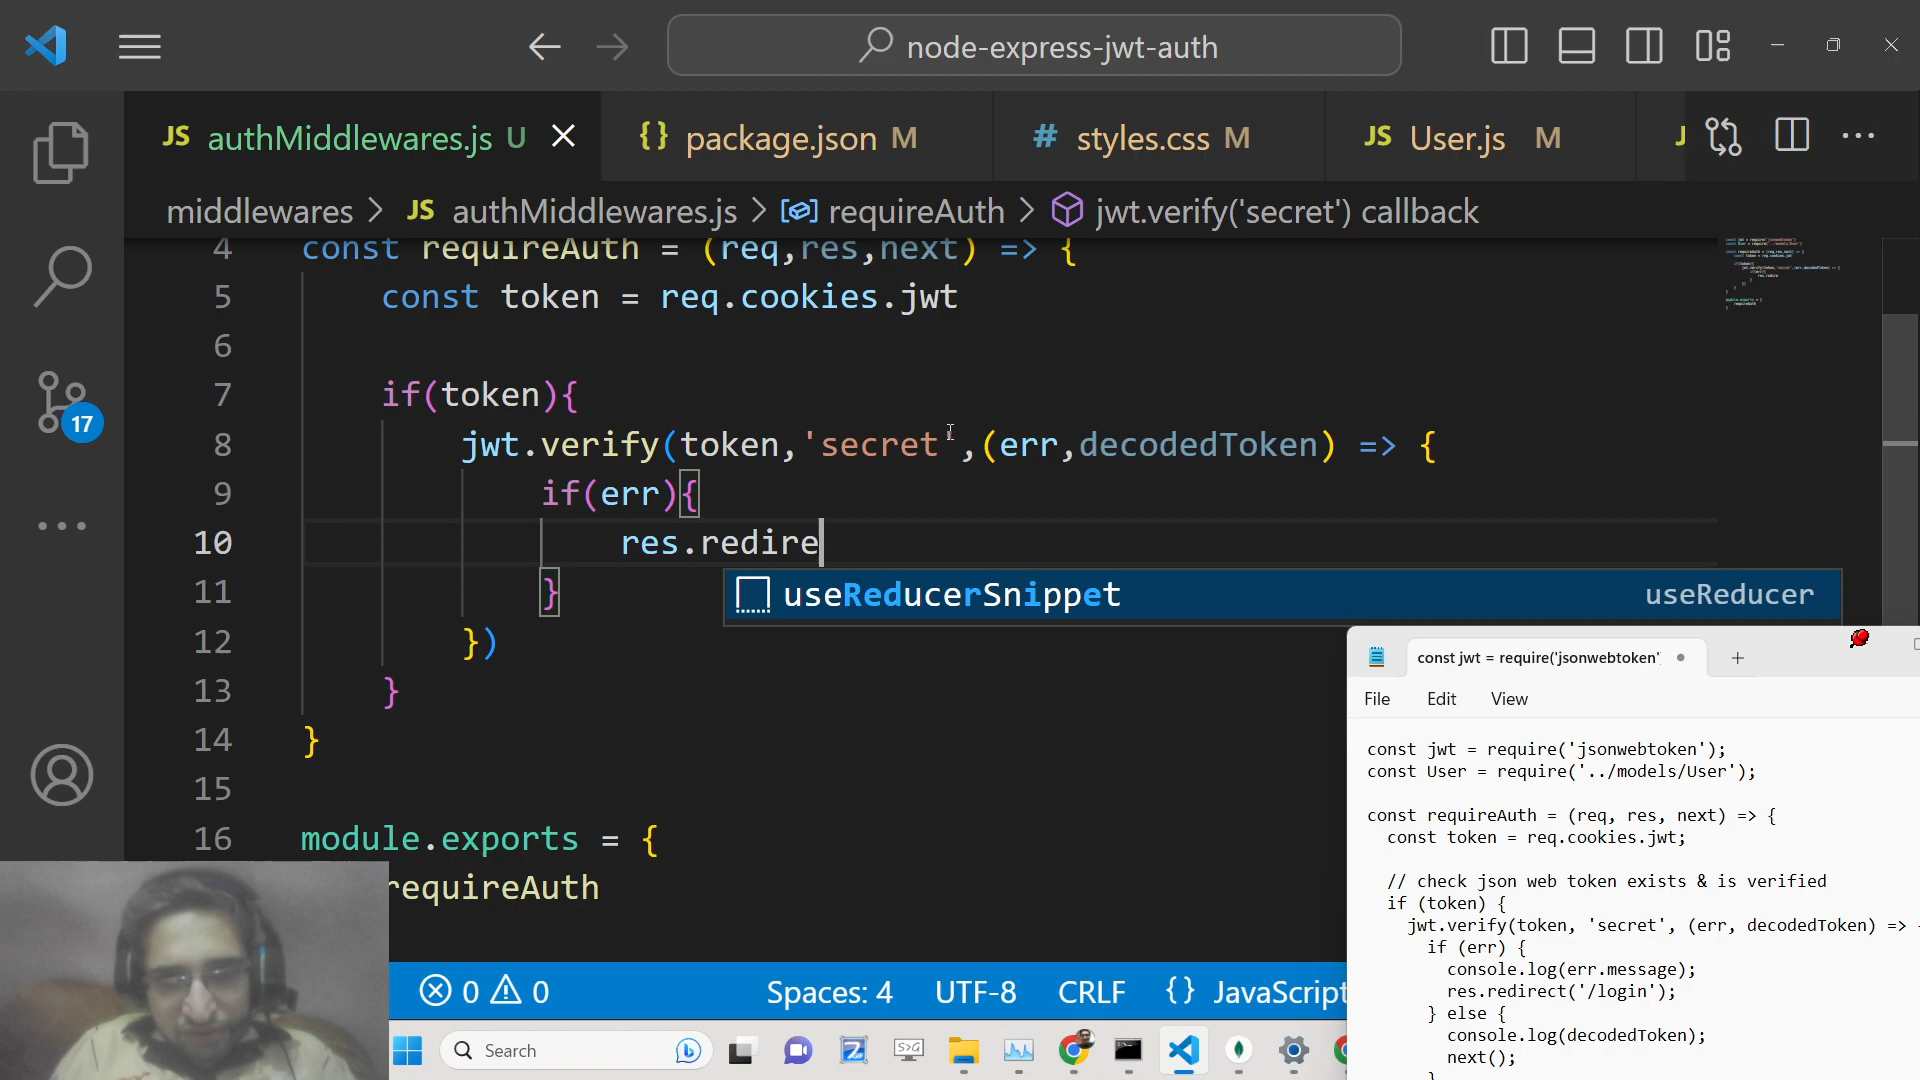 node-express-jwt-auth
JS authMiddlewares.js U
{} package.json M
# styles.css M
JS User.js M
middlewares > JS authMiddlewares.js > requireAuth > jwt.verify('secret') callback
4 const requireAuth = (req,res,next) => {
5 const token = req.cookies.jwt
6
7 if(token){
8 jwt.verify(token,'secret',(err,decodedToken) => {
9 if(err){
10 res.redire
11 }
useReducerSnippet useReducer
12 })
13 }
14 }
15
16 module.exports = {
requireAuth
17
const jwt = require('jsonwebtoken'
File Edit View
const jwt = require('jsonwebtoken');
const User = require('../models/User');
const requireAuth = (req, res, next) => {
const token = req.cookies.jwt;
// check json web token exists & is verified
if (token) {
jwt.verify(token, 'secret', (err, decodedToken) =>
if (err) {
console.log(err.message);
res.redirect('/login');
} else {
console.log(decodedToken);
next();
0 0
Spaces: 4 UTF-8 CRLF {} JavaScript
Search